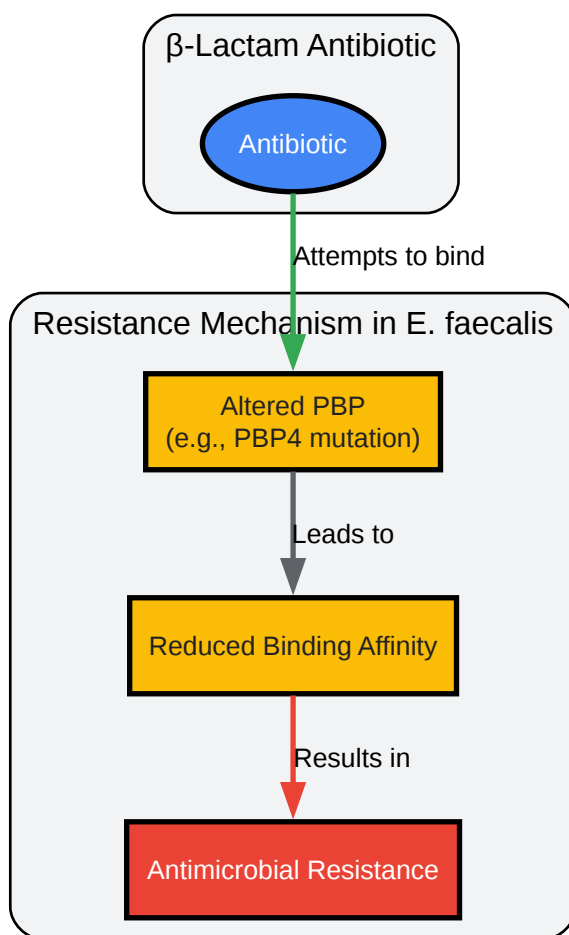 β-Lactam Antibiotic
Antibiotic
Attempts to bind
Resistance Mechanism in E. faecalis
Altered PBP
(e.g., PBP4 mutation)
Leads to
Reduced Binding Affinity
Results in
Antimicrobial Resistance